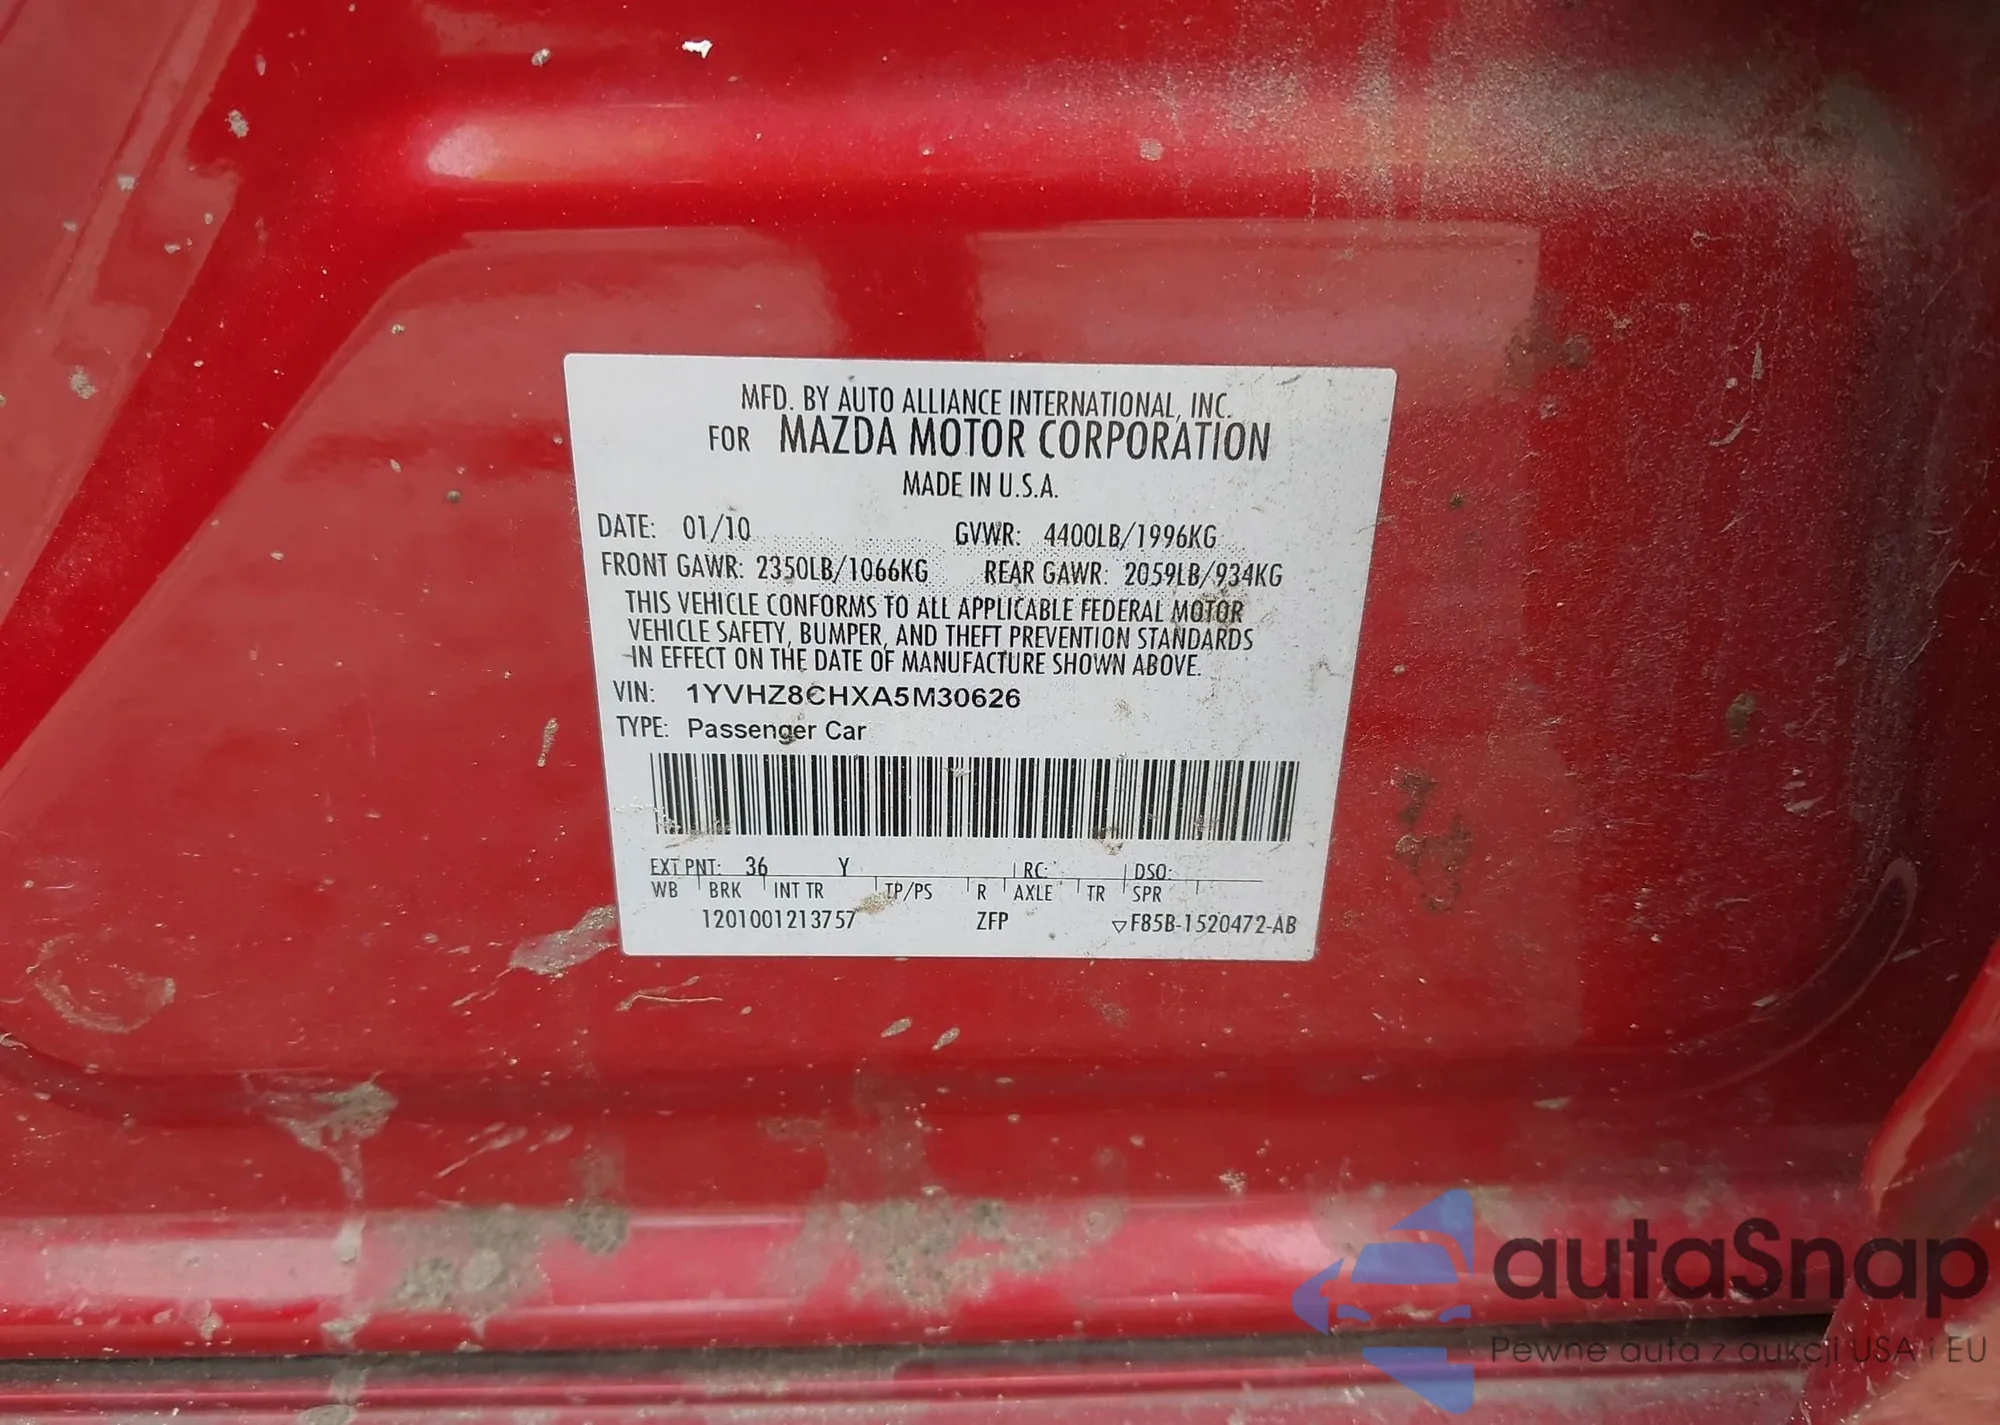 MFD. BY AUTO ALLIANCE INTERNATIONAL, INC.
FOR MAZDA MOTOR CORPORATION
MADE IN U.S.A.
DATE: 01/10 GVWR: 4400LB/1996KG
FRONT GAWR: 2350LB/1066KG REAR GAWR: 2059LB/934KG
THIS VEHICLE CONFORMS TO ALL APPLICABLE FEDERAL MOTOR
VEHICLE SAFETY, BUMPER, AND THEFT PREVENTION STANDARDS
IN EFFECT ON THE DATE OF MANUFACTURE SHOWN ABOVE.
VIN: 1YVHZ8CHXA5M30626
TYPE: Passenger Car
EXT PNT: 36 Y RC: DSO:
WB BRK INT TR TP/PS R AXLE TR SPR
1201001213757 ZFP ▽F85B-1520472-AB
autaSnap
Pewne auta z aukcji USA i EU